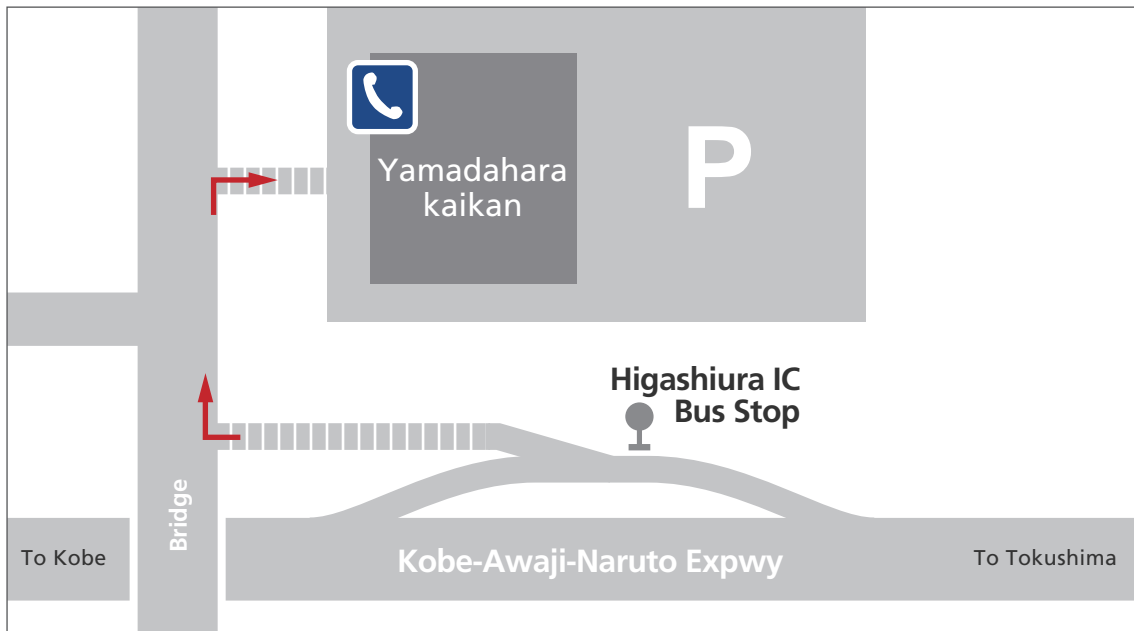 Yamadahara
kaikan
P
Higashiura IC
Bus Stop
Bridge
To Kobe
Kobe-Awaji-Naruto Expwy
To Tokushima